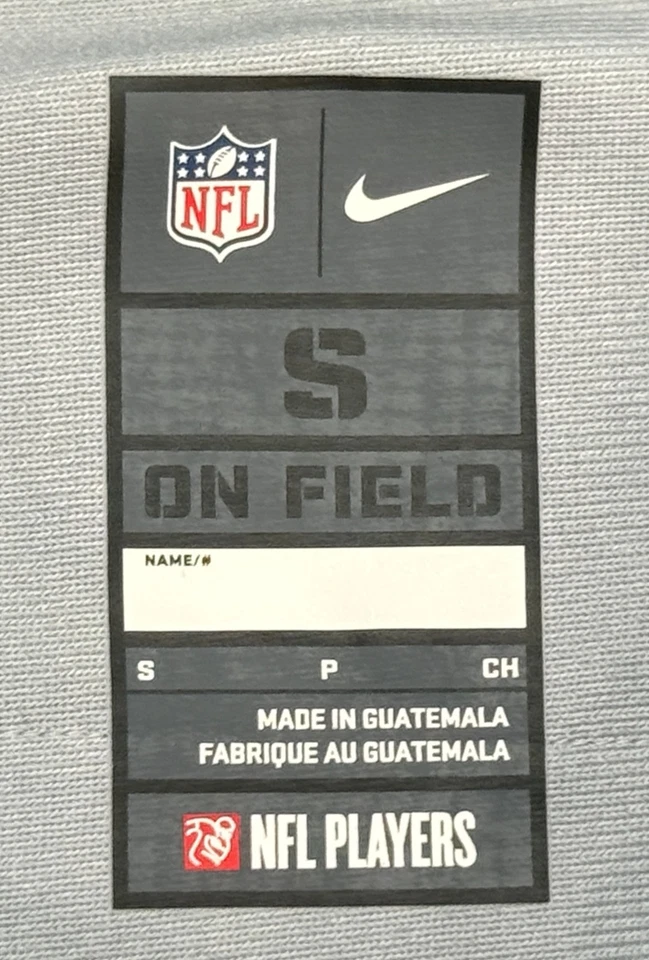 NFL
S
ON FIELD
NAME/#
S P CH
MADE IN GUATEMALA
FABRIQUE AU GUATEMALA
NFL PLAYERS